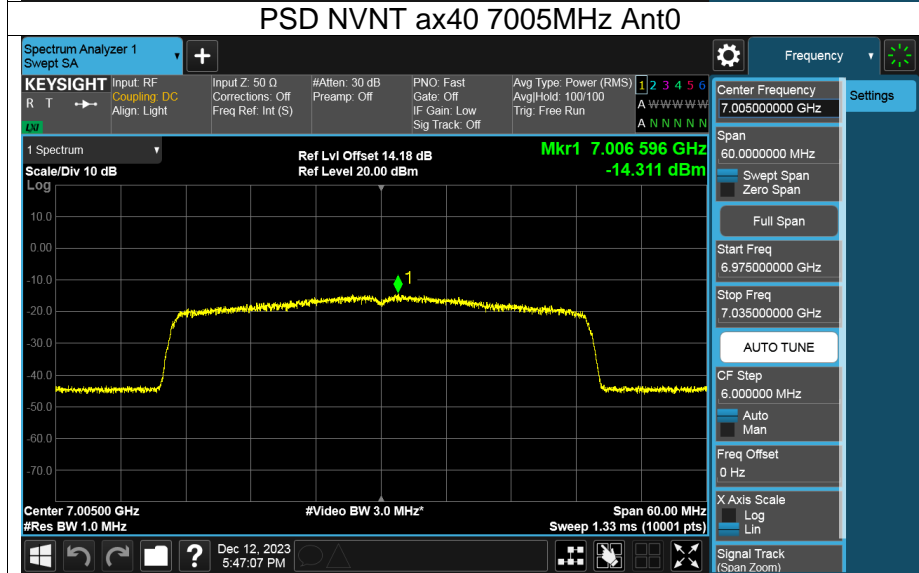 PSD NVNT ax40 7005MHz Ant0
Spectrum Analyzer 1
Swept SA
+
Frequency
KEYSIGHT
R T
LXI
Input: RF
Coupling: DC
Align: Light
Input Z: 50 Ω
Corrections: Off
Freq Ref: Int (S)
#Atten: 30 dB
Preamp: Off
PNO: Fast
Gate: Off
IF Gain: Low
Sig Track: Off
Avg Type: Power (RMS)
Avg|Hold: 100/100
Trig: Free Run
1 2 3 4 5 6
A W W W W W
A N N N N N
1 Spectrum
Scale/Div 10 dB
Log
Ref Lvl Offset 14.18 dB
Ref Level 20.00 dBm
Mkr1 7.006 596 GHz
-14.311 dBm
10.0
0.00
-10.0
-20.0
-30.0
-40.0
-50.0
-60.0
-70.0
1
Center 7.00500 GHz
#Res BW 1.0 MHz
#Video BW 3.0 MHz*
Span 60.00 MHz
Sweep 1.33 ms (10001 pts)
?
Dec 12, 2023
5:47:07 PM
Center Frequency
7.005000000 GHz
Settings
Span
60.0000000 MHz
Swept Span
Zero Span
Full Span
Start Freq
6.975000000 GHz
Stop Freq
7.035000000 GHz
AUTO TUNE
CF Step
6.000000 MHz
Auto
Man
Freq Offset
0 Hz
X Axis Scale
Log
Lin
Signal Track
(Span Zoom)